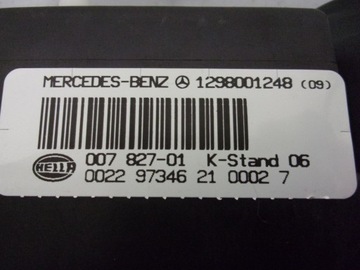 MERCEDES-BENZ 1298001248 (09)
007 827-01 K-Stand 06
HELLA 0022 97346 21 0002 7